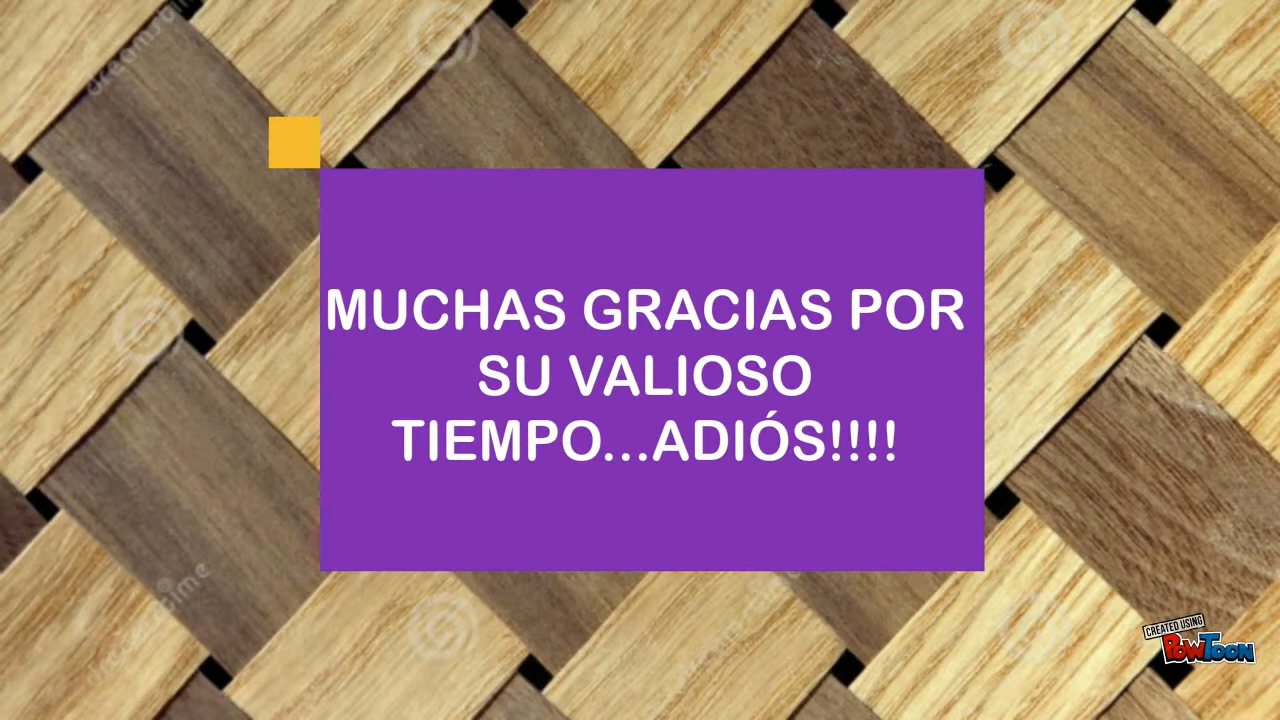 MUCHAS GRACIAS POR
SU VALIOSO
TIEMPO...ADIÓS!!!!
CREATED USING
POWTOON